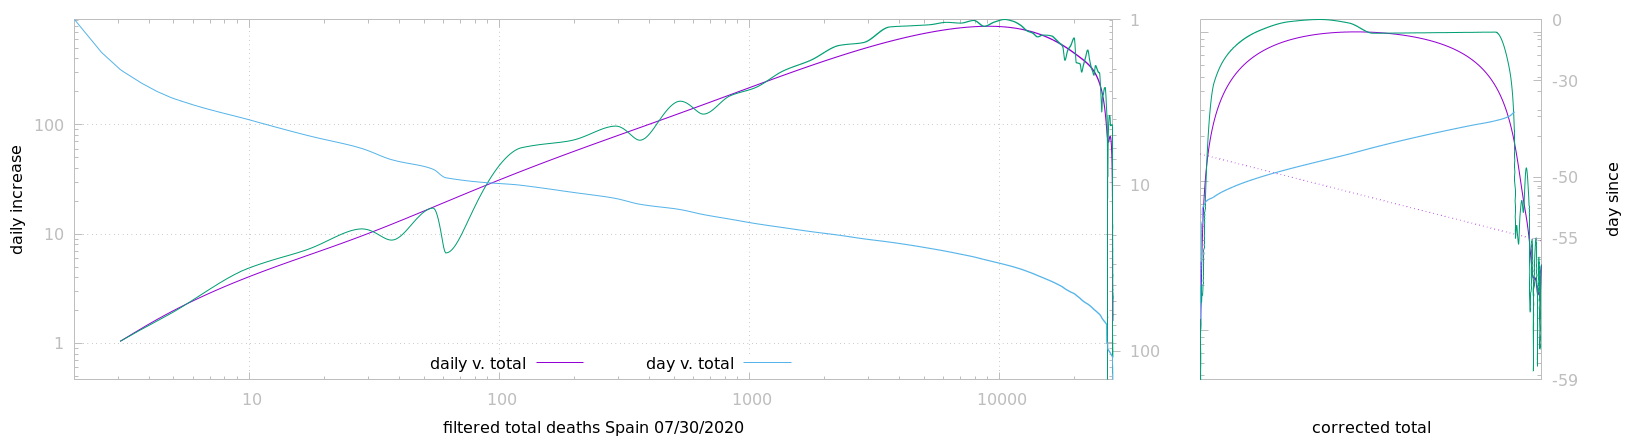 daily increase
100
10
1
10
100
1000
10000
1
10
100
daily v. total
day v. total
filtered total deaths Spain 07/30/2020
0
-30
-50
-55
-59
day since
corrected total